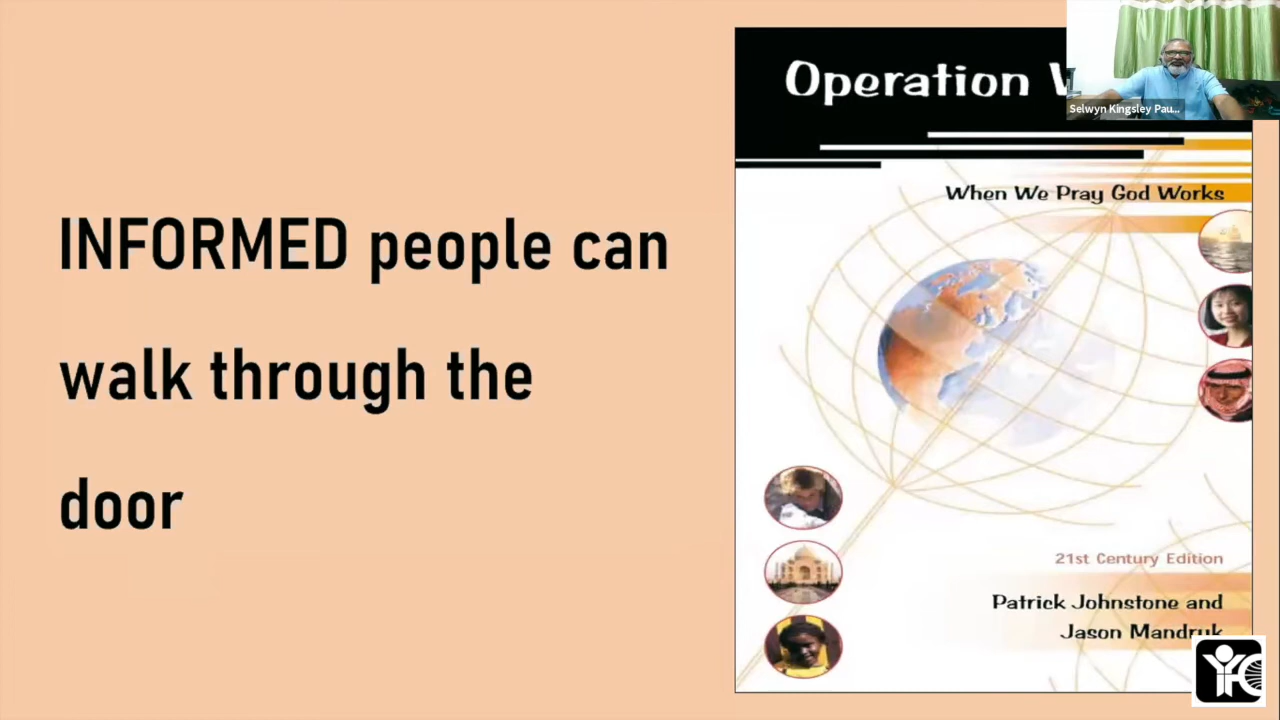 INFORMED people can
walk through the
door
Operation
When We Pray God Works
21st Century Edition
Patrick Johnstone and
Jason Mandryk
Selwyn Kingsley Pau...
YFC